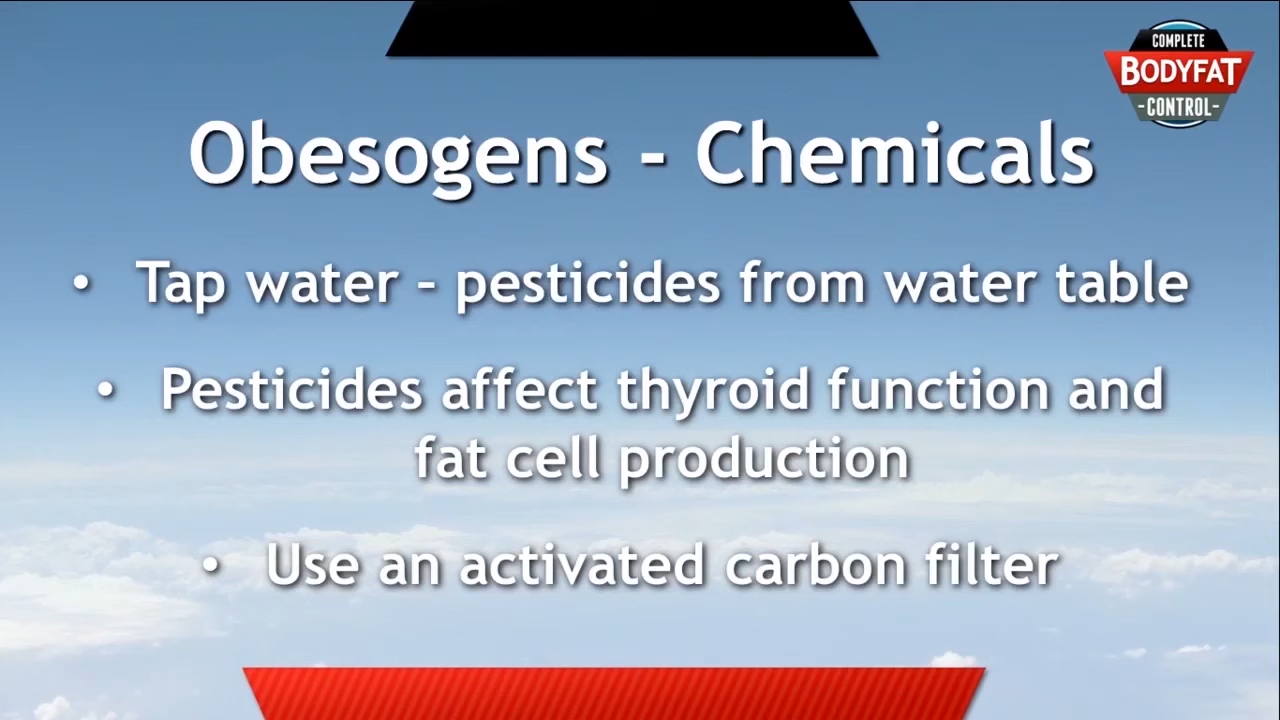 COMPLETE
BODYFAT
-CONTROL-
Obesogens - Chemicals
• Tap water – pesticides from water table
• Pesticides affect thyroid function and
fat cell production
• Use an activated carbon filter